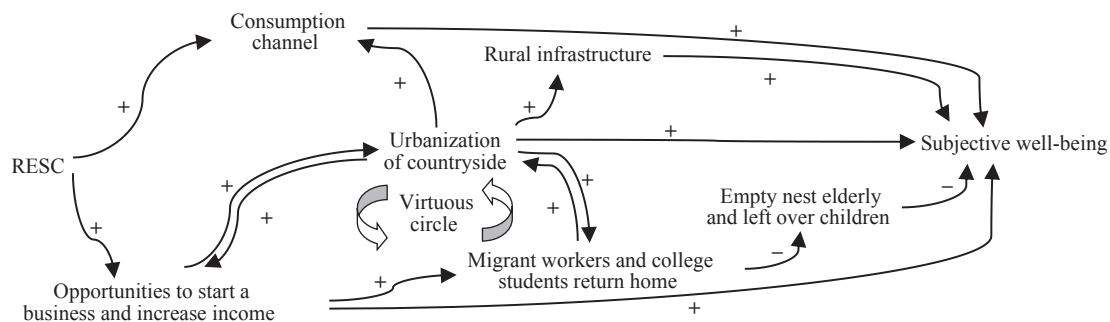 Consumption
channel
+
Rural infrastructure
+
+
+
+
Urbanization
of countryside
+
Subjective well-being
RESC
+
+
+
+
Empty nest elderly
and left over children
−
Virtuous
circle
+
+
−
Migrant workers and college
students return home
+
Opportunities to start a
business and increase income
+